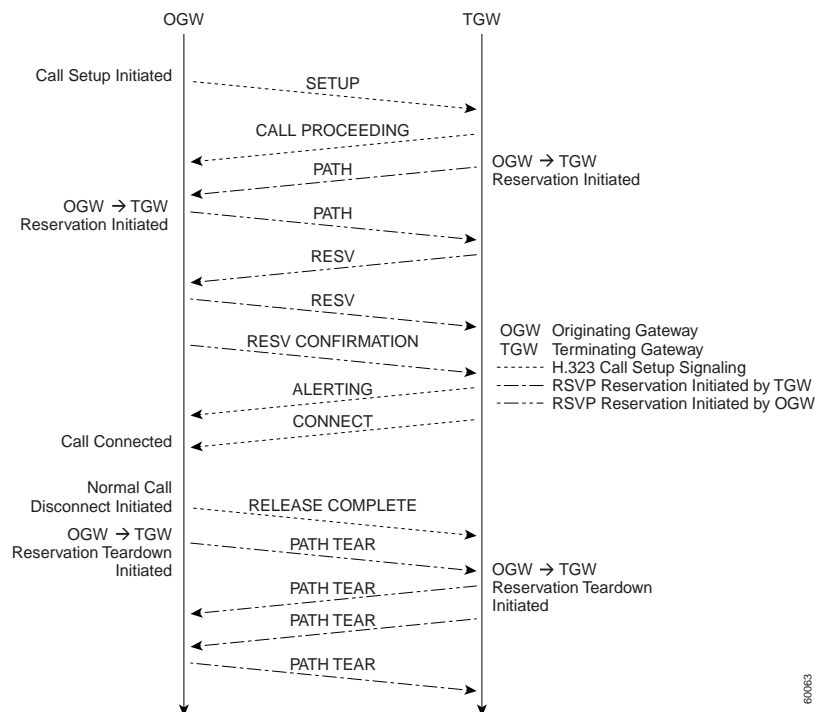 OGW
TGW
Call Setup Initiated
SETUP
CALL PROCEEDING
PATH
OGW → TGW
Reservation Initiated
OGW → TGW
Reservation Initiated
PATH
RESV
RESV
RESV CONFIRMATION
ALERTING
CONNECT
Call Connected
OGW Originating Gateway
TGW Terminating Gateway
H.323 Call Setup Signaling
RSVP Reservation Initiated by TGW
RSVP Reservation Initiated by OGW
Normal Call
Disconnect Initiated
RELEASE COMPLETE
OGW → TGW
Reservation Teardown
Initiated
PATH TEAR
OGW → TGW
Reservation Teardown
Initiated
PATH TEAR
PATH TEAR
PATH TEAR
60063